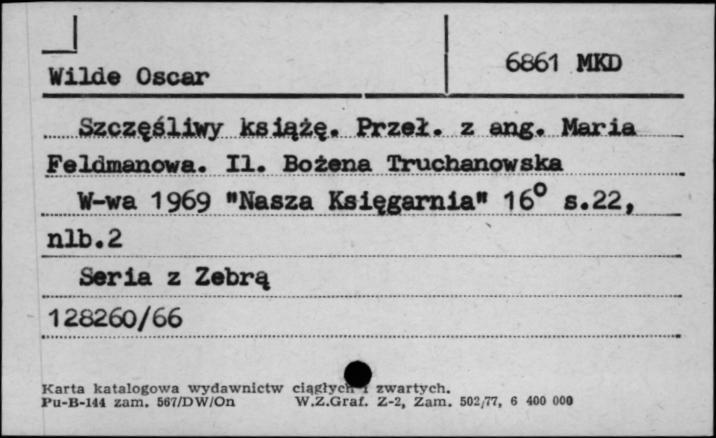 6861 MKD
Wilde Oscar
Szczęśliwy książę. Przeł. z ang. Maria
Feldmanowa. Il. Bożena Truchanowska
W-wa 1969 "Nasza Księgarnia" 16° s.22,
nlb.2
Seria z Zebrą
128260/66
Karta katalogowa wydawnictw ciągłych i zwartych.
Pu-B-144 zam. 567/DW/On W.Z.Graf. Z-2, Zam. 502/77, 6 400 000